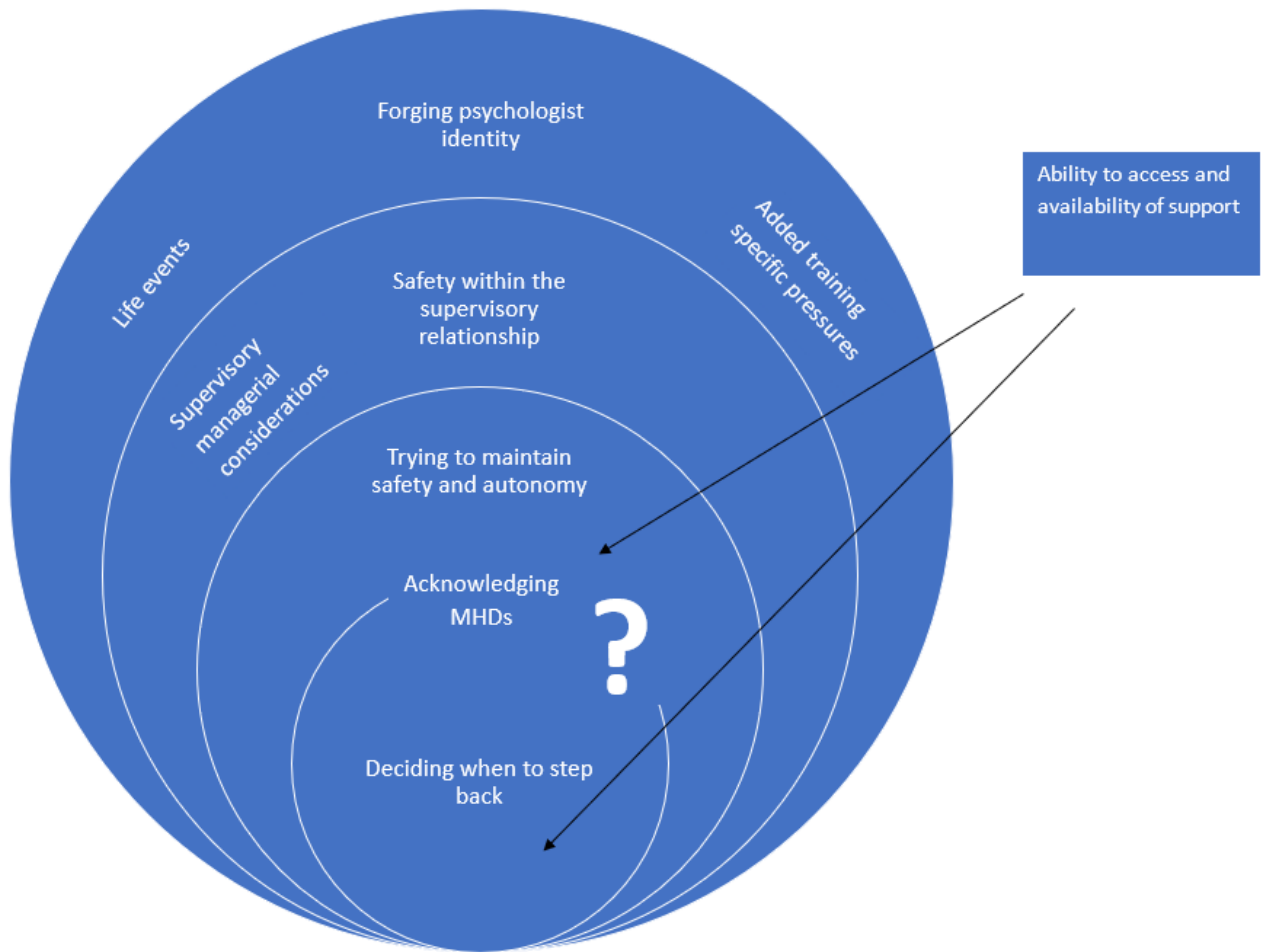 Forging psychologist
identity
Ability to access and
availability of support
Life events
Added training
specific pressures
Safety within the
supervisory
relationship
Supervisory
managerial
considerations
Trying to maintain
safety and autonomy
Acknowledging
MHDs
?
Deciding when to step
back